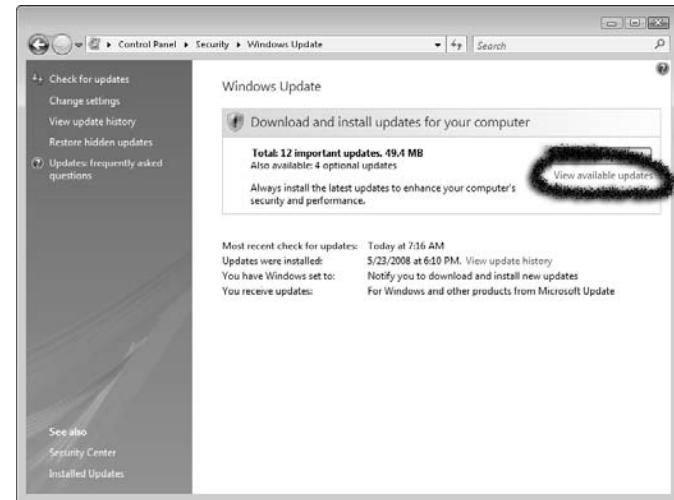 Control Panel ▸ Security ▸ Windows Update
Search
Check for updates
Change settings
View update history
Restore hidden updates
Updates: frequently asked
questions
See also
Security Center
Installed Updates
Windows Update
Download and install updates for your computer
Total: 12 important updates, 49.4 MB
Also available: 4 optional updates
View available updates
Always install the latest updates to enhance your computer's
security and performance.
Most recent check for updates: Today at 7:16 AM
Updates were installed: 5/23/2008 at 6:10 PM. View update history
You have Windows set to: Notify you to download and install new updates
You receive updates: For Windows and other products from Microsoft Update